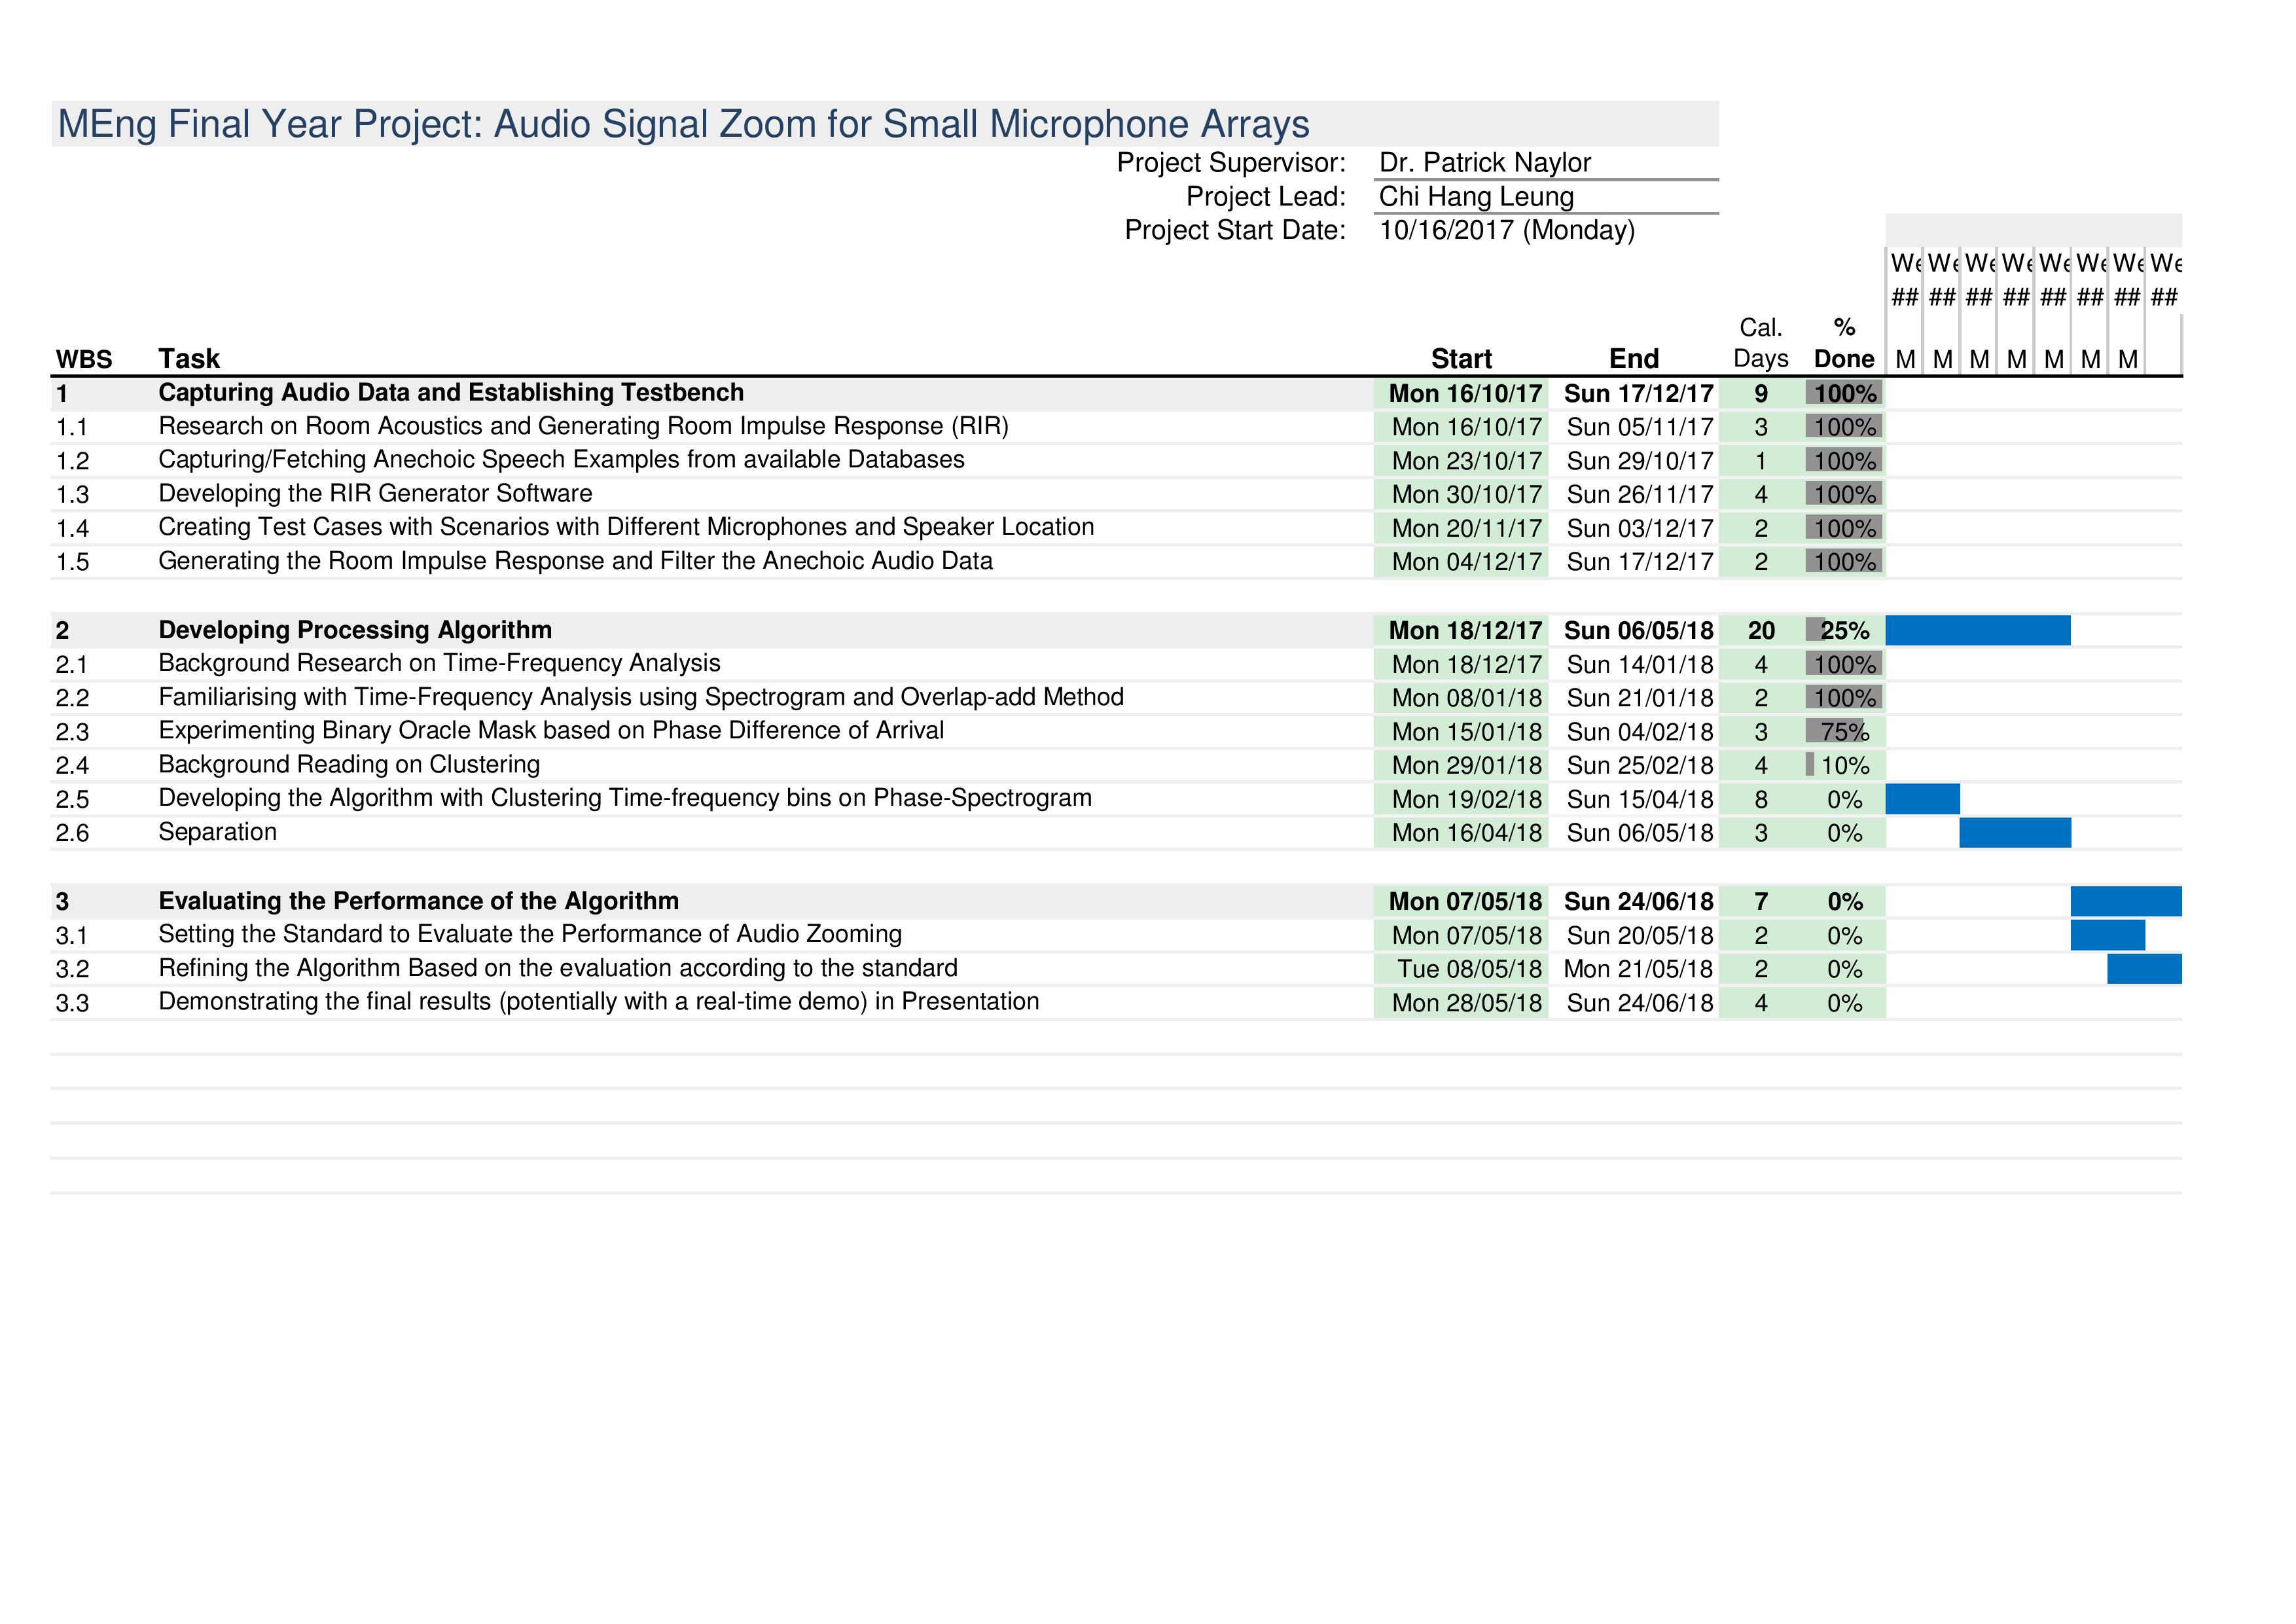 MEng Final Year Project: Audio Signal Zoom for Small Microphone Arrays
Project Supervisor: Dr. Patrick Naylor
Project Lead: Chi Hang Leung
Project Start Date: 10/16/2017 (Monday)
We We We We We We We We
## ## ## ## ## ## ## ##
Cal. %
WBS Task Start End Days Done M M M M M M M
1 Capturing Audio Data and Establishing Testbench Mon 16/10/17 Sun 17/12/17 9 100%
1.1 Research on Room Acoustics and Generating Room Impulse Response (RIR) Mon 16/10/17 Sun 05/11/17 3 100%
1.2 Capturing/Fetching Anechoic Speech Examples from available Databases Mon 23/10/17 Sun 29/10/17 1 100%
1.3 Developing the RIR Generator Software Mon 30/10/17 Sun 26/11/17 4 100%
1.4 Creating Test Cases with Scenarios with Different Microphones and Speaker Location Mon 20/11/17 Sun 03/12/17 2 100%
1.5 Generating the Room Impulse Response and Filter the Anechoic Audio Data Mon 04/12/17 Sun 17/12/17 2 100%
2 Developing Processing Algorithm Mon 18/12/17 Sun 06/05/18 20 25%
2.1 Background Research on Time-Frequency Analysis Mon 18/12/17 Sun 14/01/18 4 100%
2.2 Familiarising with Time-Frequency Analysis using Spectrogram and Overlap-add Method Mon 08/01/18 Sun 21/01/18 2 100%
2.3 Experimenting Binary Oracle Mask based on Phase Difference of Arrival Mon 15/01/18 Sun 04/02/18 3 75%
2.4 Background Reading on Clustering Mon 29/01/18 Sun 25/02/18 4 10%
2.5 Developing the Algorithm with Clustering Time-frequency bins on Phase-Spectrogram Mon 19/02/18 Sun 15/04/18 8 0%
2.6 Separation Mon 16/04/18 Sun 06/05/18 3 0%
3 Evaluating the Performance of the Algorithm Mon 07/05/18 Sun 24/06/18 7 0%
3.1 Setting the Standard to Evaluate the Performance of Audio Zooming Mon 07/05/18 Sun 20/05/18 2 0%
3.2 Refining the Algorithm Based on the evaluation according to the standard Tue 08/05/18 Mon 21/05/18 2 0%
3.3 Demonstrating the final results (potentially with a real-time demo) in Presentation Mon 28/05/18 Sun 24/06/18 4 0%